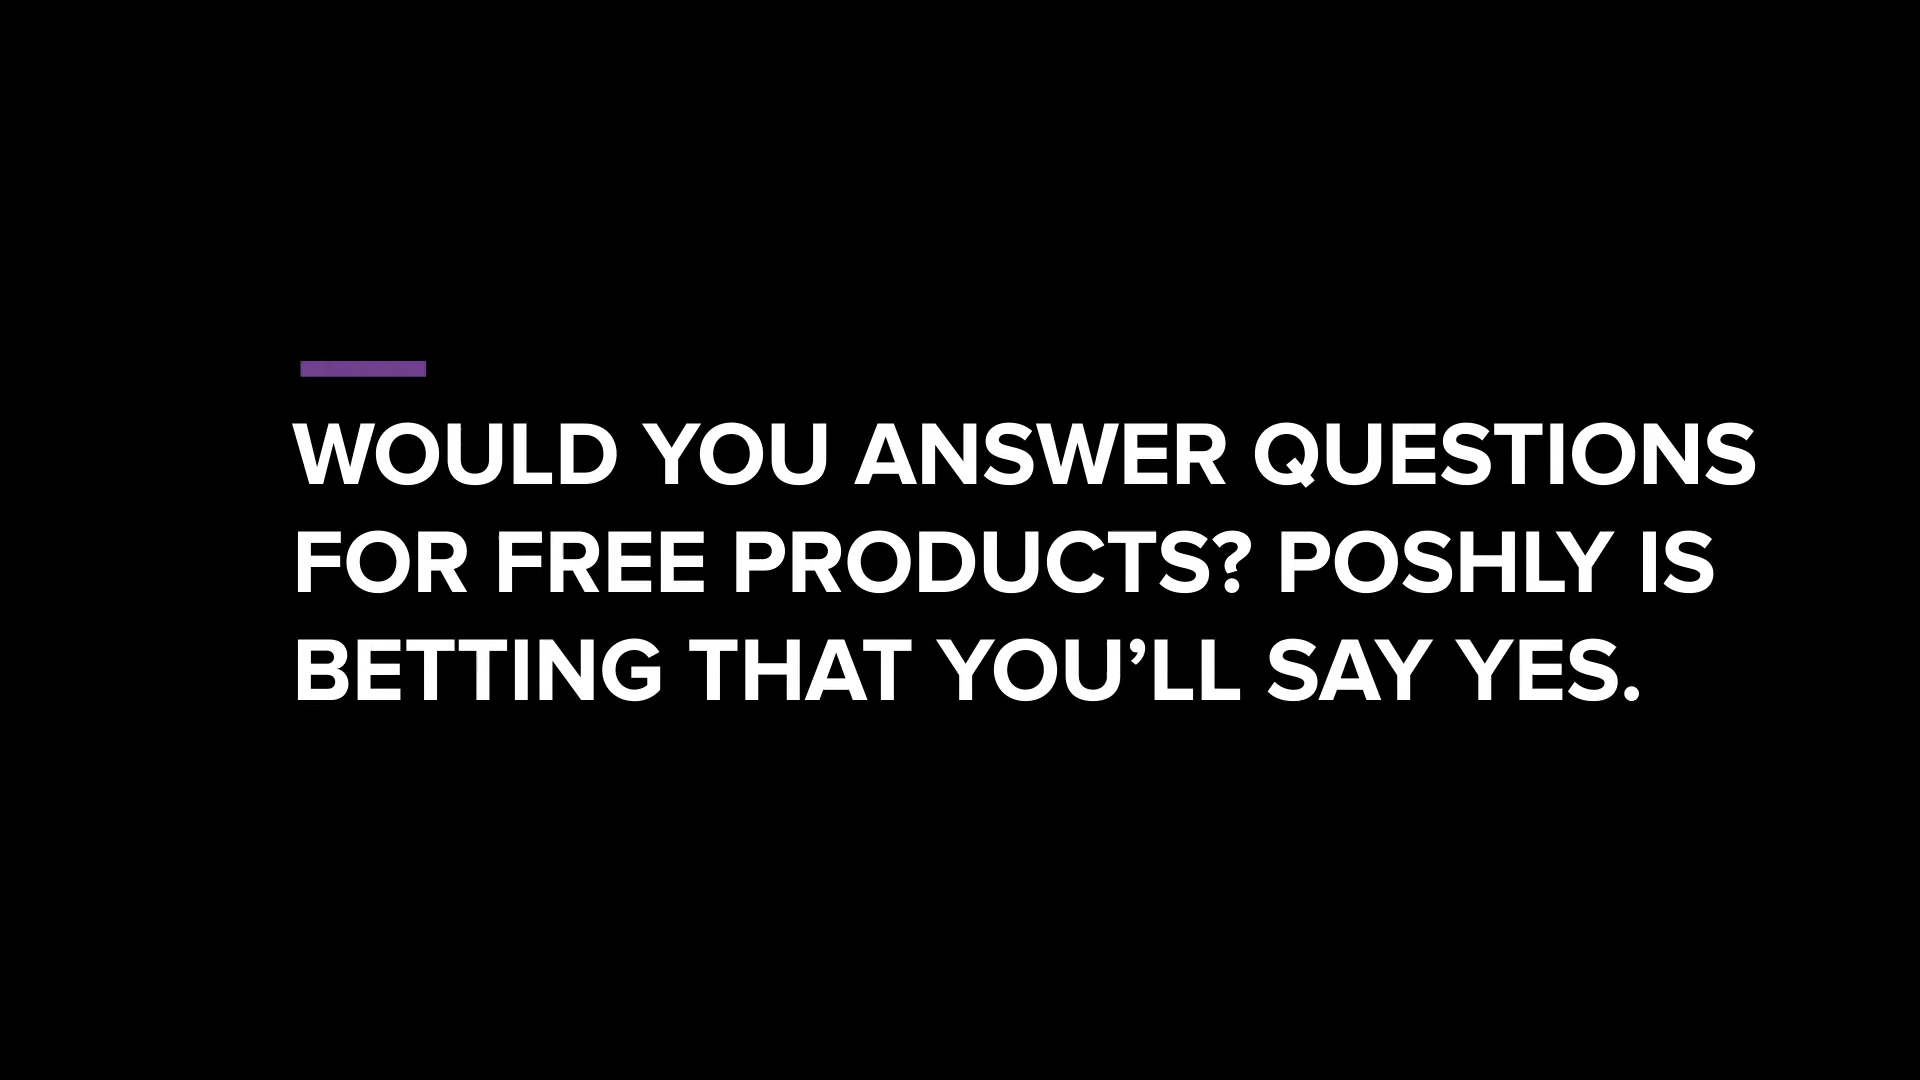 WOULD YOU ANSWER QUESTIONS
FOR FREE PRODUCTS? POSHLY IS
BETTING THAT YOU’LL SAY YES.